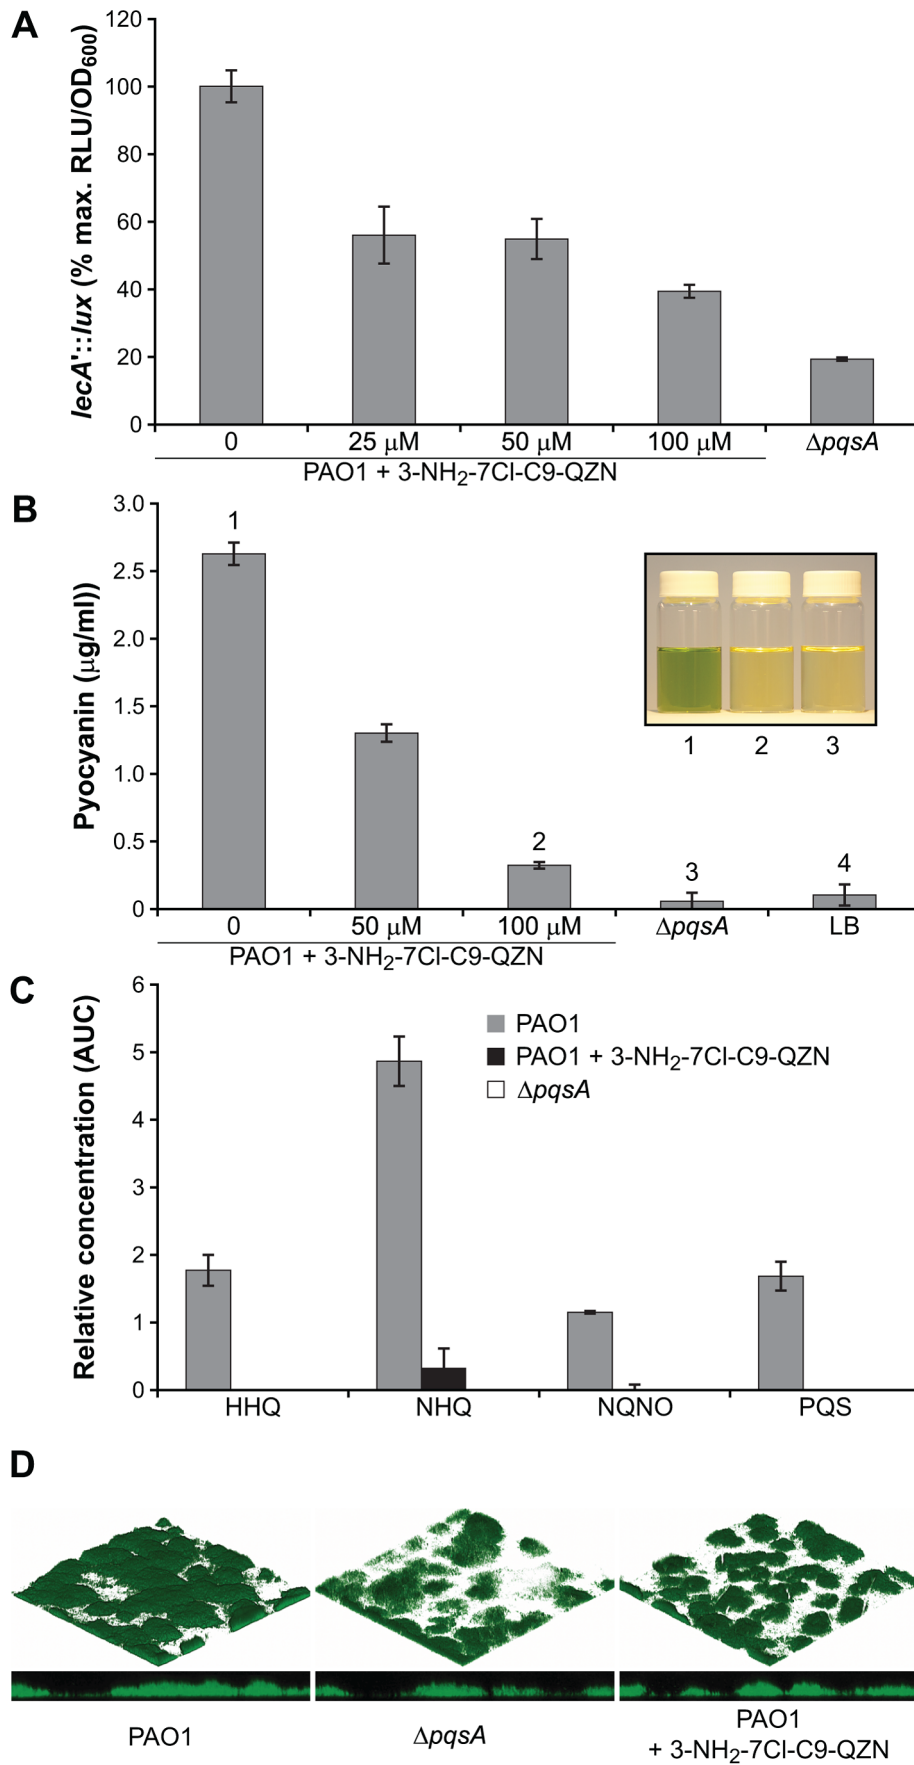 A
lecA'::lux (% max. RLU/OD600)
120
100
80
60
40
20
0
0 25 μM 50 μM 100 μM ΔpqsA
PAO1 + 3-NH2-7Cl-C9-QZN
B
Pyocyanin (μg/ml))
3.0
2.5
2.0
1.5
1.0
0.5
0
1
2
3
4
1 2 3
0 50 μM 100 μM ΔpqsA LB
PAO1 + 3-NH2-7Cl-C9-QZN
C
Relative concentration (AUC)
6
5
4
3
2
1
0
PAO1
PAO1 + 3-NH2-7Cl-C9-QZN
ΔpqsA
HHQ NHQ NQNO PQS
D
PAO1
ΔpqsA
PAO1
+ 3-NH2-7Cl-C9-QZN